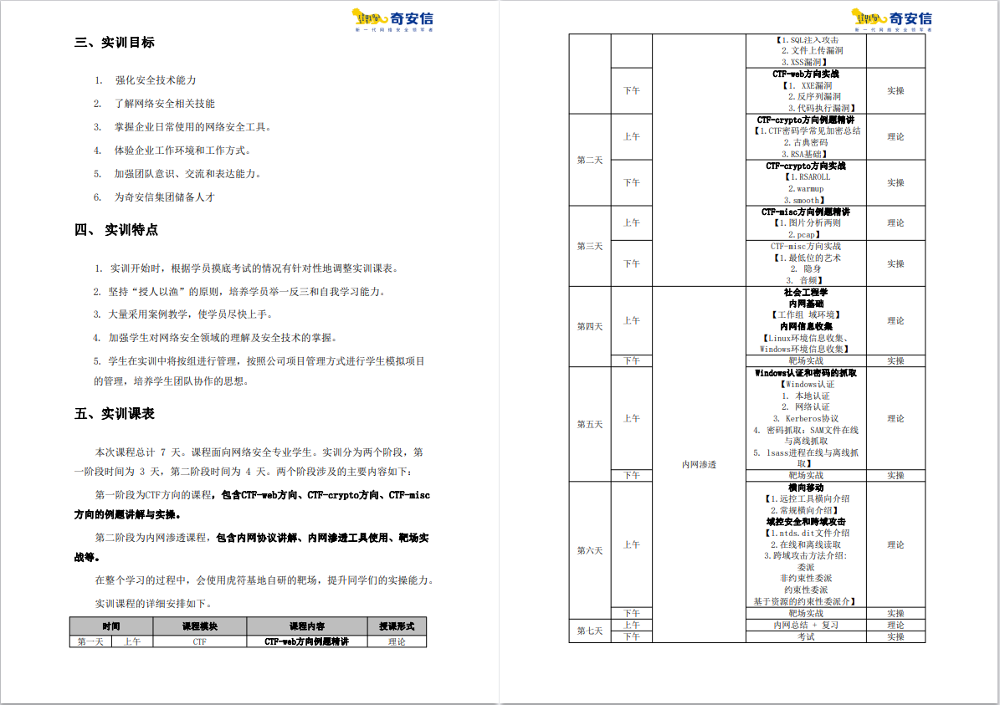 奇安信
新一代网络安全领军者
三、实训目标
1. 强化安全技术能力
2. 了解网络安全相关技能
3. 掌握企业日常使用的网络安全工具。
4. 体验企业工作环境和工作方式。
5. 加强团队意识、交流和表达能力。
6. 为奇安信集团储备人才
四、 实训特点
1. 实训开始时，根据学员摸底考试的情况有针对性地调整实训课表。
2. 坚持“授人以渔”的原则，培养学员举一反三和自我学习能力。
3. 大量采用案例教学，使学员尽快上手。
4. 加强学生对网络安全领域的理解及安全技术的掌握。
5. 学生在实训中将按组进行管理，按照公司项目管理方式进行学生模拟项目
的管理，培养学生团队协作的思想。
五、实训课表
本次课程总计 7 天。课程面向网络安全专业学生。实训分为两个阶段，第
一阶段时间为 3 天，第二阶段时间为 4 天。两个阶段涉及的主要内容如下：
第一阶段为CTF方向的课程，包含CTF-web方向、CTF-crypto方向、CTF-misc
方向的例题讲解与实操。
第二阶段为内网渗透课程，包含内网协议讲解、内网渗透工具使用、靶场实
战等。
在整个学习的过程中，会使用虎符基地自研的靶场，提升同学们的实操能力。
实训课程的详细安排如下。
时间 课程模块 课程内容 授课形式
第一天 上午 CTF CTF-web方向例题精讲 理论
奇安信
新一代网络安全领军者
【1.SQL注入攻击
2.文件上传漏洞
3.XSS漏洞】
CTF-web方向实战
下午 【1. XXE漏洞 实操
2.反序列漏洞
3.代码执行漏洞】
CTF-crypto方向例题精讲
上午 【1.CTF密码学常见加密总结 理论
2.古典密码
3.RSA基础】
第二天
CTF-crypto方向实战
【1.RSAROLL
下午 2.warmup 实操
3.smooth】
CTF-misc方向例题精讲
上午 【1.图片分析两则 理论
2.pcap】
第三天
CTF-misc方向实战
【1.最低位的艺术
下午 2. 隐身 实操
3. 音频】
社会工程学
内网基础
上午 【工作组 域环境】 理论
第四天 内网信息收集
【Linux环境信息收集、
Windows环境信息收集】
下午 靶场实战 实操
Windows认证和密码的抓取
【Windows认证
1. 本地认证
2. 网络认证
上午 3. Kerberos协议 理论
第五天 4. 密码抓取：SAM文件在线
与离线抓取
5. lsass进程在线与离线抓
内网渗透 取】
下午 靶场实战 实操
横向移动
【1.远控工具横向介绍
2.常规横向介绍】
域控安全和跨域攻击
【1.ntds.dit文件介绍
上午 2.在线和离线读取 理论
第六天 3.跨域攻击方法介绍:
委派
非约束性委派
约束性委派
基于资源的约束性委派介】
下午 靶场实战 实操
第七天 上午 内网总结 + 复习 理论
下午 考试 实操